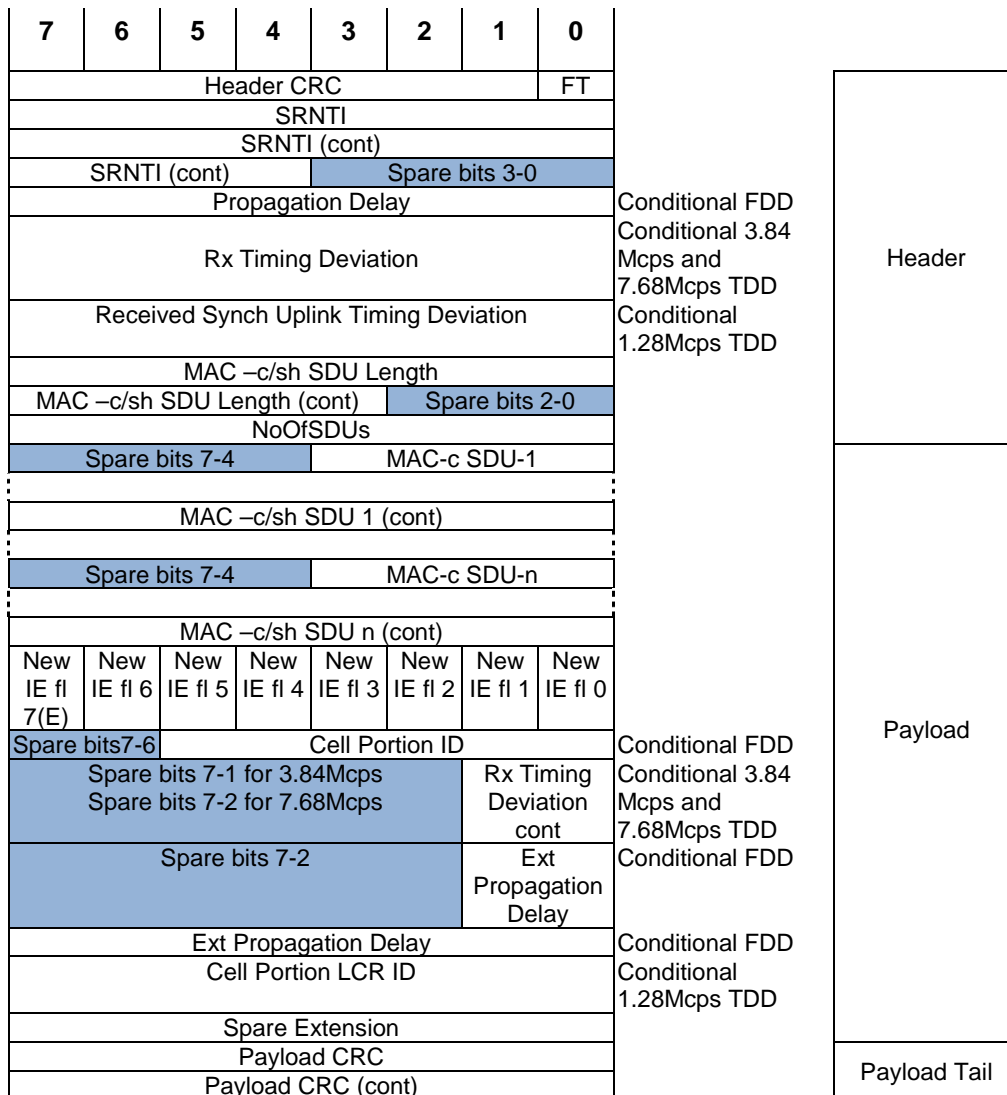 7 6 5 4 3 2 1 0
Header CRC FT
SRNTI
SRNTI (cont)
SRNTI (cont) Spare bits 3-0
Propagation Delay Conditional FDD
Rx Timing Deviation Conditional 3.84
Mcps and
7.68Mcps TDD
Header
Received Synch Uplink Timing Deviation Conditional
1.28Mcps TDD
MAC –c/sh SDU Length
MAC –c/sh SDU Length (cont) Spare bits 2-0
NoOfSDUs
Spare bits 7-4 MAC-c SDU-1
MAC –c/sh SDU 1 (cont)
Spare bits 7-4 MAC-c SDU-n
MAC –c/sh SDU n (cont)
New New New New New New New New
IE fl IE fl 6 IE fl 5 IE fl 4 IE fl 3 IE fl 2 IE fl 1 IE fl 0
7(E)
Payload
Spare bits7-6 Cell Portion ID Conditional FDD
Spare bits 7-1 for 3.84Mcps Rx Timing Conditional 3.84
Spare bits 7-2 for 7.68Mcps Deviation Mcps and
cont 7.68Mcps TDD
Spare bits 7-2 Ext Conditional FDD
Propagation
Delay
Ext Propagation Delay Conditional FDD
Cell Portion LCR ID Conditional
1.28Mcps TDD
Spare Extension
Payload CRC
Payload Tail
Payload CRC (cont)